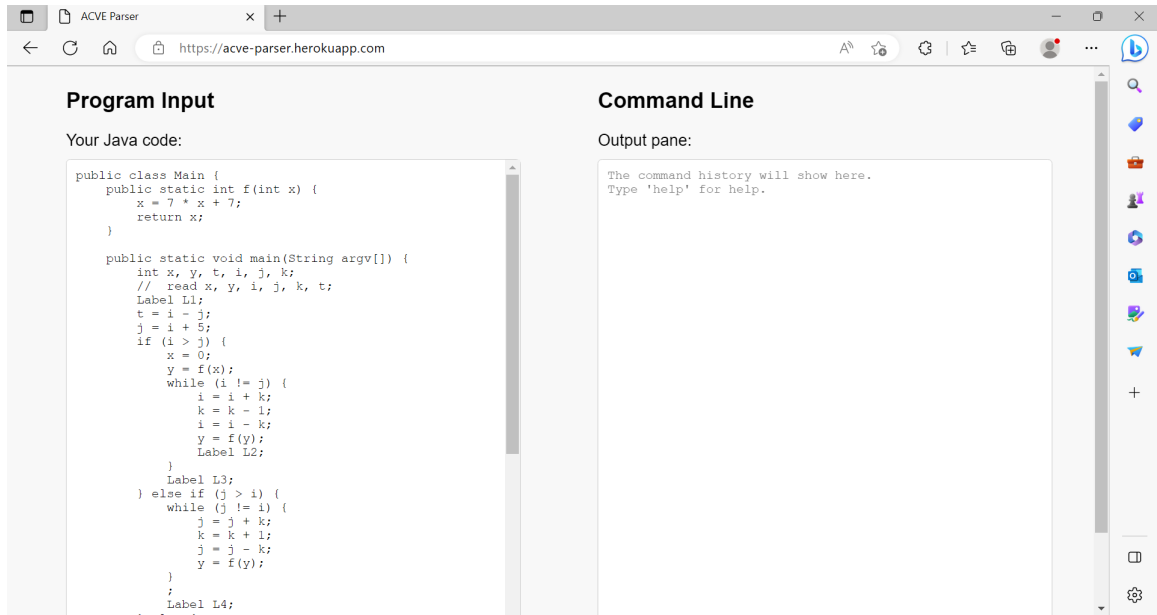 ACVE Parser
https://acve-parser.herokuapp.com
Program Input
Your Java code:
public class Main {
    public static int f(int x) {
        x = 7 * x + 7;
        return x;
    }
    public static void main(String argv[]) {
        int x, y, t, i, j, k;
        //  read x, y, i, j, k, t;
        Label L1;
        t = i - j;
        j = i + 5;
        if (i > j) {
            x = 0;
            y = f(x);
            while (i != j) {
                i = i + k;
                k = k - 1;
                i = i - k;
                y = f(y);
                Label L2;
            }
            Label L3;
        } else if (j > i) {
            while (j != i) {
                j = j + k;
                k = k + 1;
                j = j - k;
                y = f(y);
            }
            ;
            Label L4;
Command Line
Output pane:
The command history will show here.
Type 'help' for help.